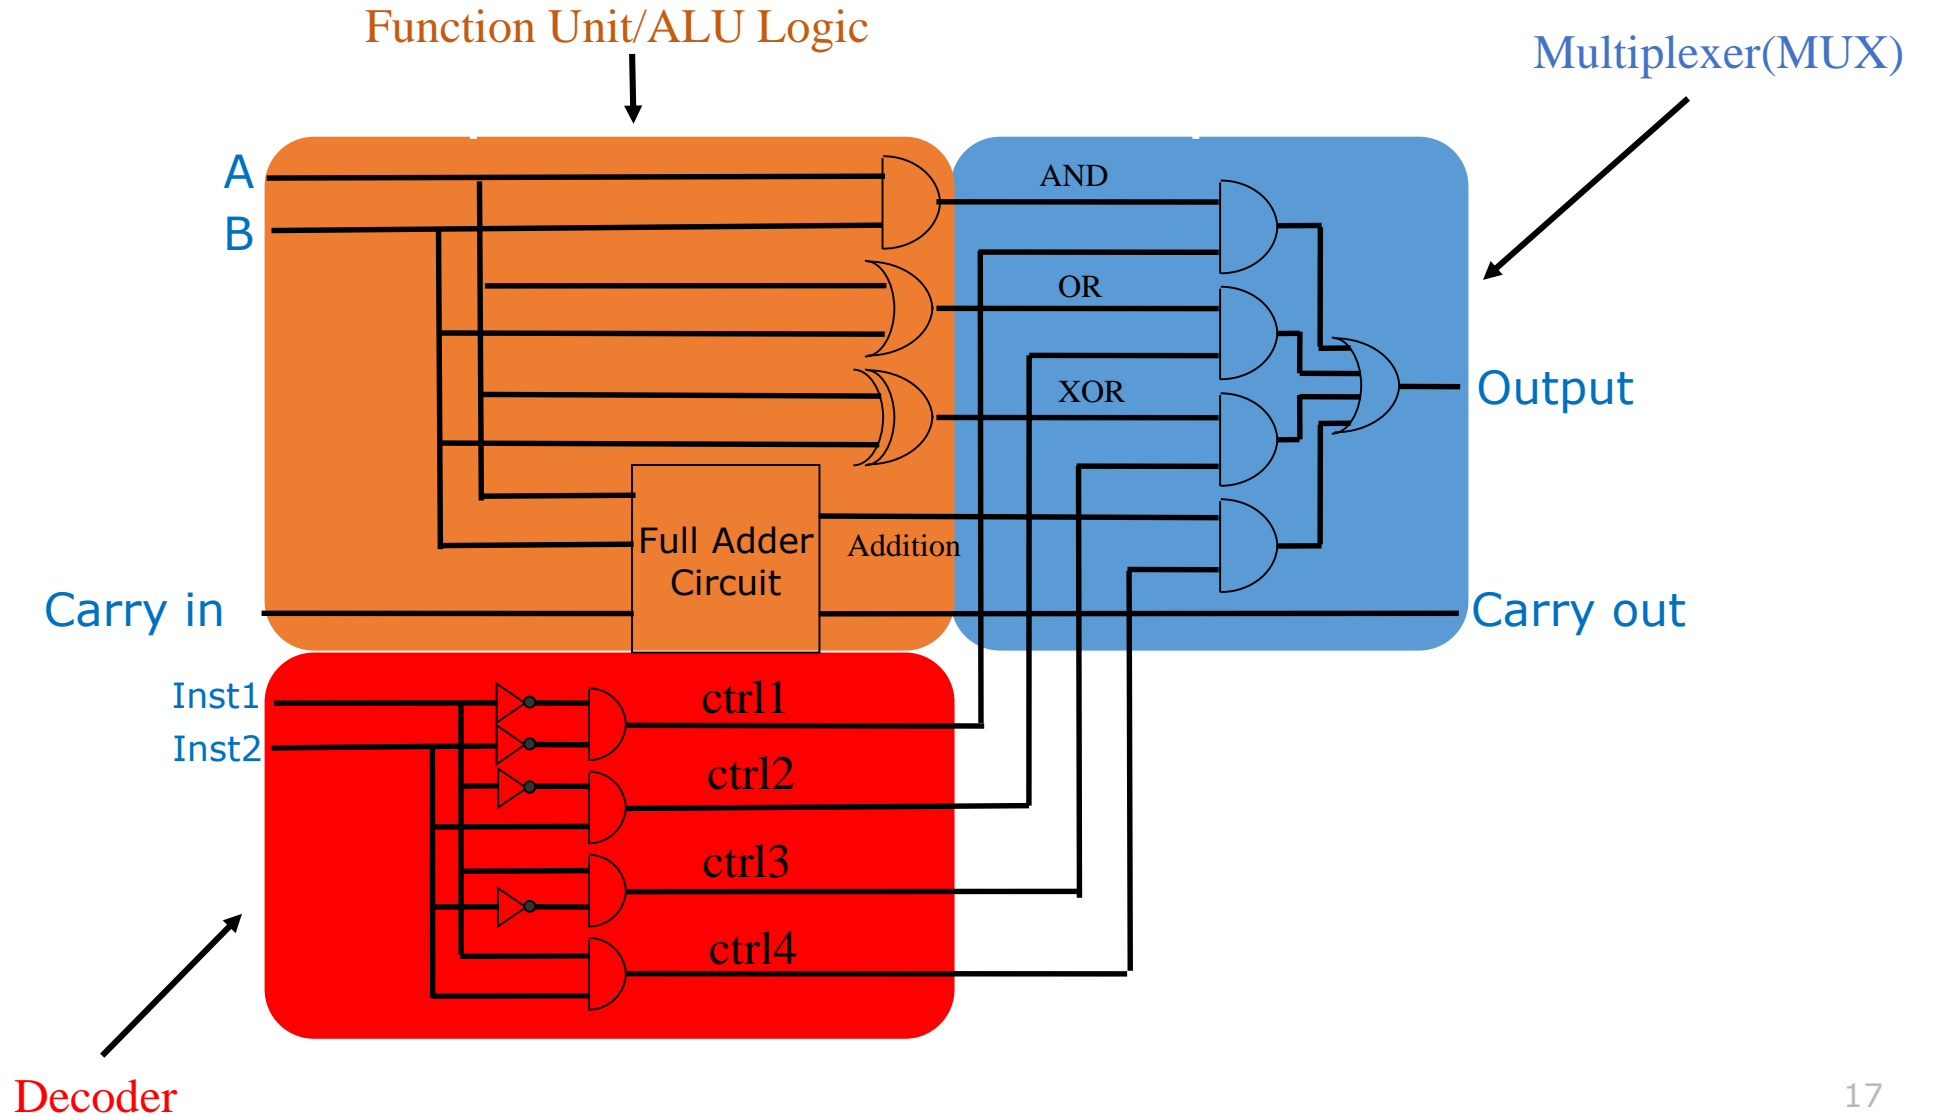 Function Unit/ALU Logic
Multiplexer(MUX)
A
AND
B
OR
XOR
Output
Full Adder
Circuit
Addition
Carry in
Carry out
Inst1
ctrl1
Inst2
ctrl2
ctrl3
ctrl4
Decoder
17